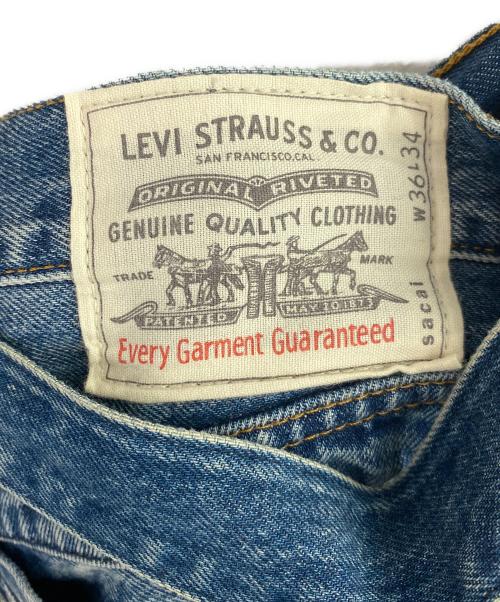 LEVI STRAUSS & CO.
SAN FRANCISCO,CAL.
ORIGINAL RIVETED
GENUINE QUALITY CLOTHING
TRADE MARK
PATENTED MAY 20 1873
Every Garment Guaranteed
sacai W36L34